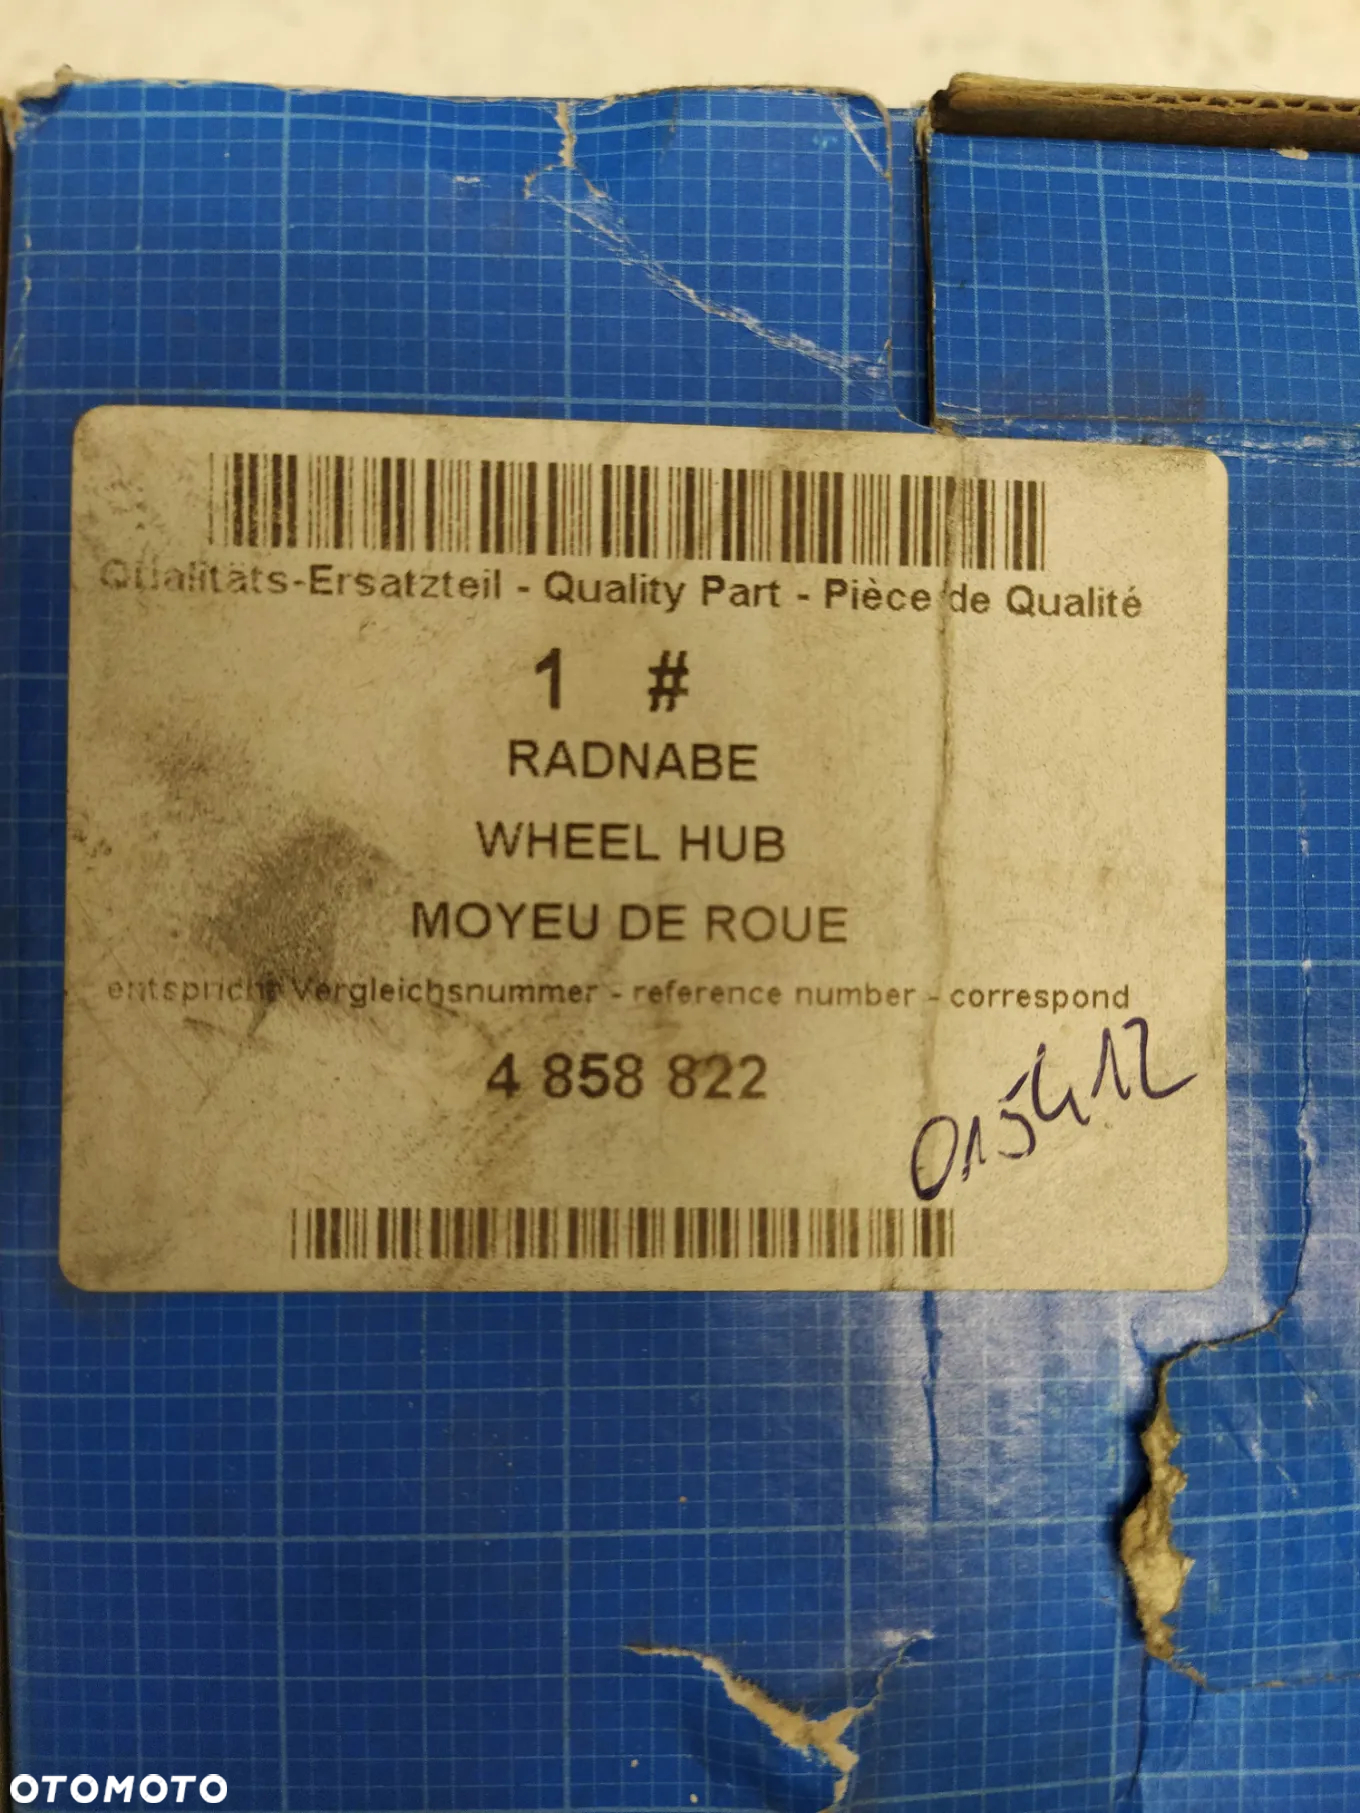 Qualitäts-Ersatzteil - Quality Part - Pièce de Qualité
1 #
RADNABE
WHEEL HUB
MOYEU DE ROUE
entspricht Vergleichsnummer - reference number - correspond
4 858 822
015412
OTOMOTO